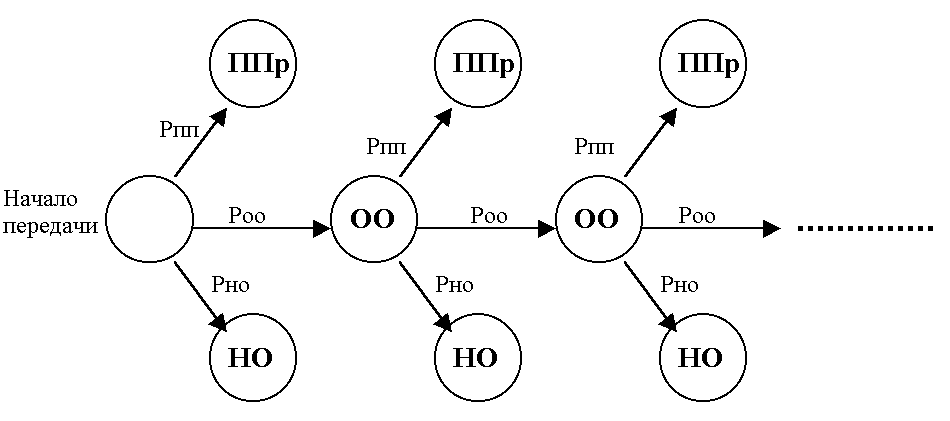 ППр
ППр
ППр
Рпп
Рпп
Рпп
Начало
передачи
Роо
ОО
Роо
ОО
Роо
Рно
Рно
Рно
НО
НО
НО